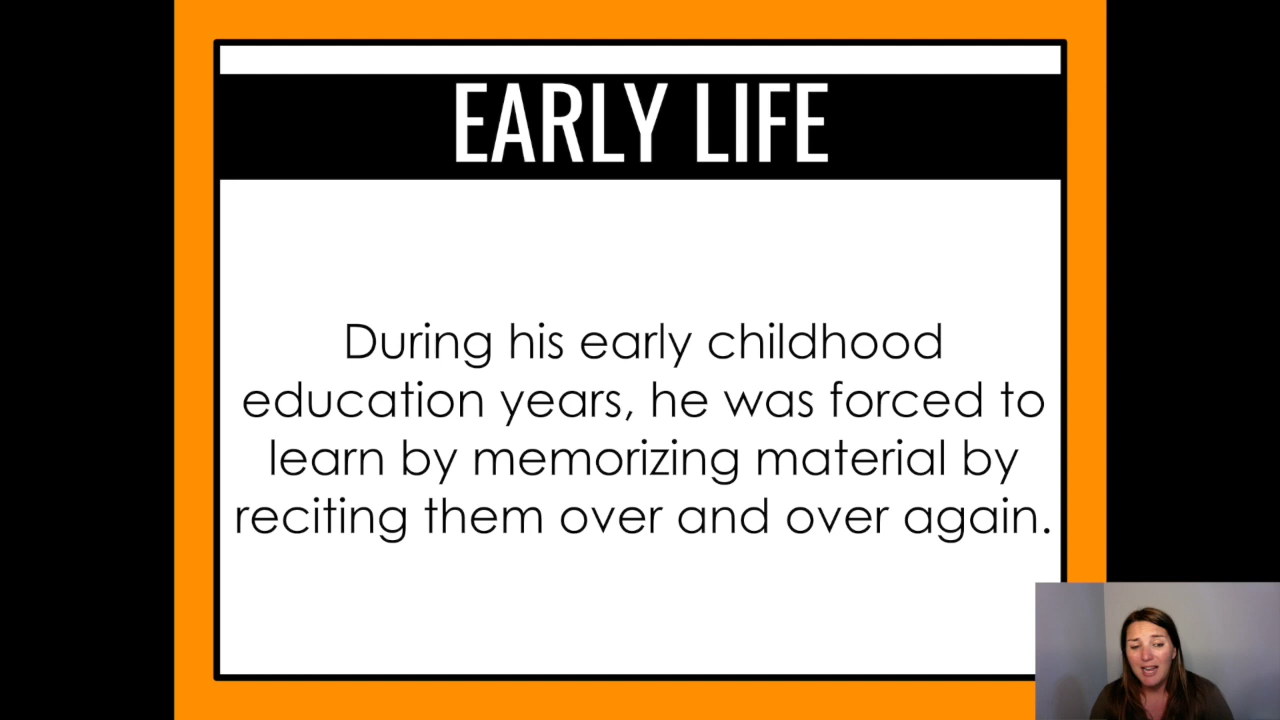 EARLY LIFE
During his early childhood
education years, he was forced to
learn by memorizing material by
reciting them over and over again.